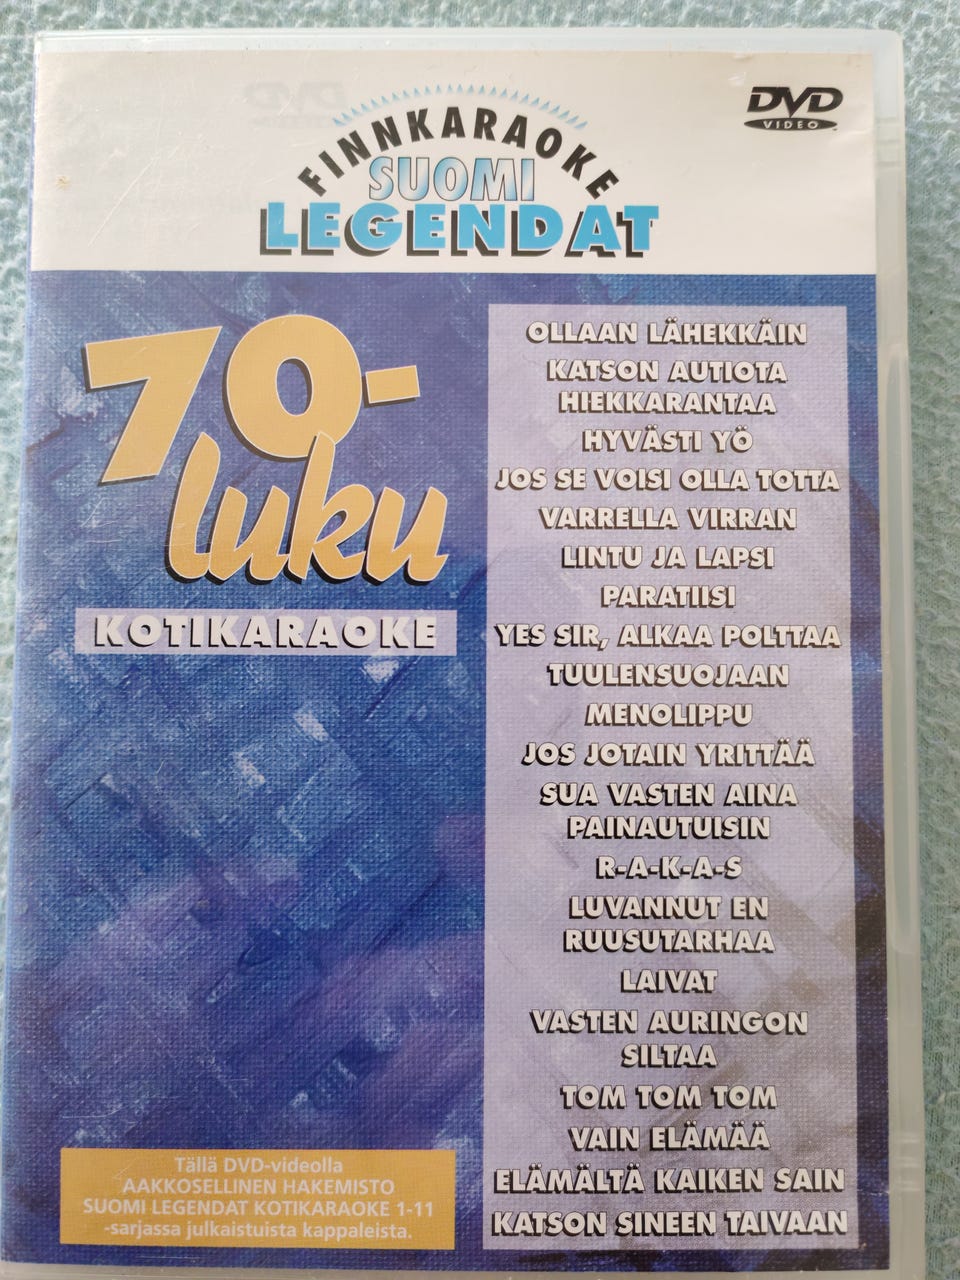 FINNKARAOKE
SUOMI
LEGENDAT
DVD
VIDEO
70-
luku
KOTIKARAOKE
OLLAAN LÄHEKKÄIN
KATSON AUTIOTA
HIEKKARANTAA
HYVÄSTI YÖ
JOS SE VOISI OLLA TOTTA
VARRELLA VIRRAN
LINTU JA LAPSI
PARATIISI
YES SIR, ALKAA POLTTAA
TUULENSUOJAAN
MENOLIPPU
JOS JOTAIN YRITTÄÄ
SUA VASTEN AINA
PAINAUTUISIN
R-A-K-A-S
LUVANNUT EN
RUUSUTARHAA
LAIVAT
VASTEN AURINGON
SILTAA
TOM TOM TOM
VAIN ELÄMÄÄ
ELÄMÄLTÄ KAIKEN SAIN
KATSON SINEEN TAIVAAN
Tällä DVD-videolla
AAKKOSELLINEN HAKEMISTO
SUOMI LEGENDAT KOTIKARAOKE 1-11
-sarjassa julkaistuista kappaleista.